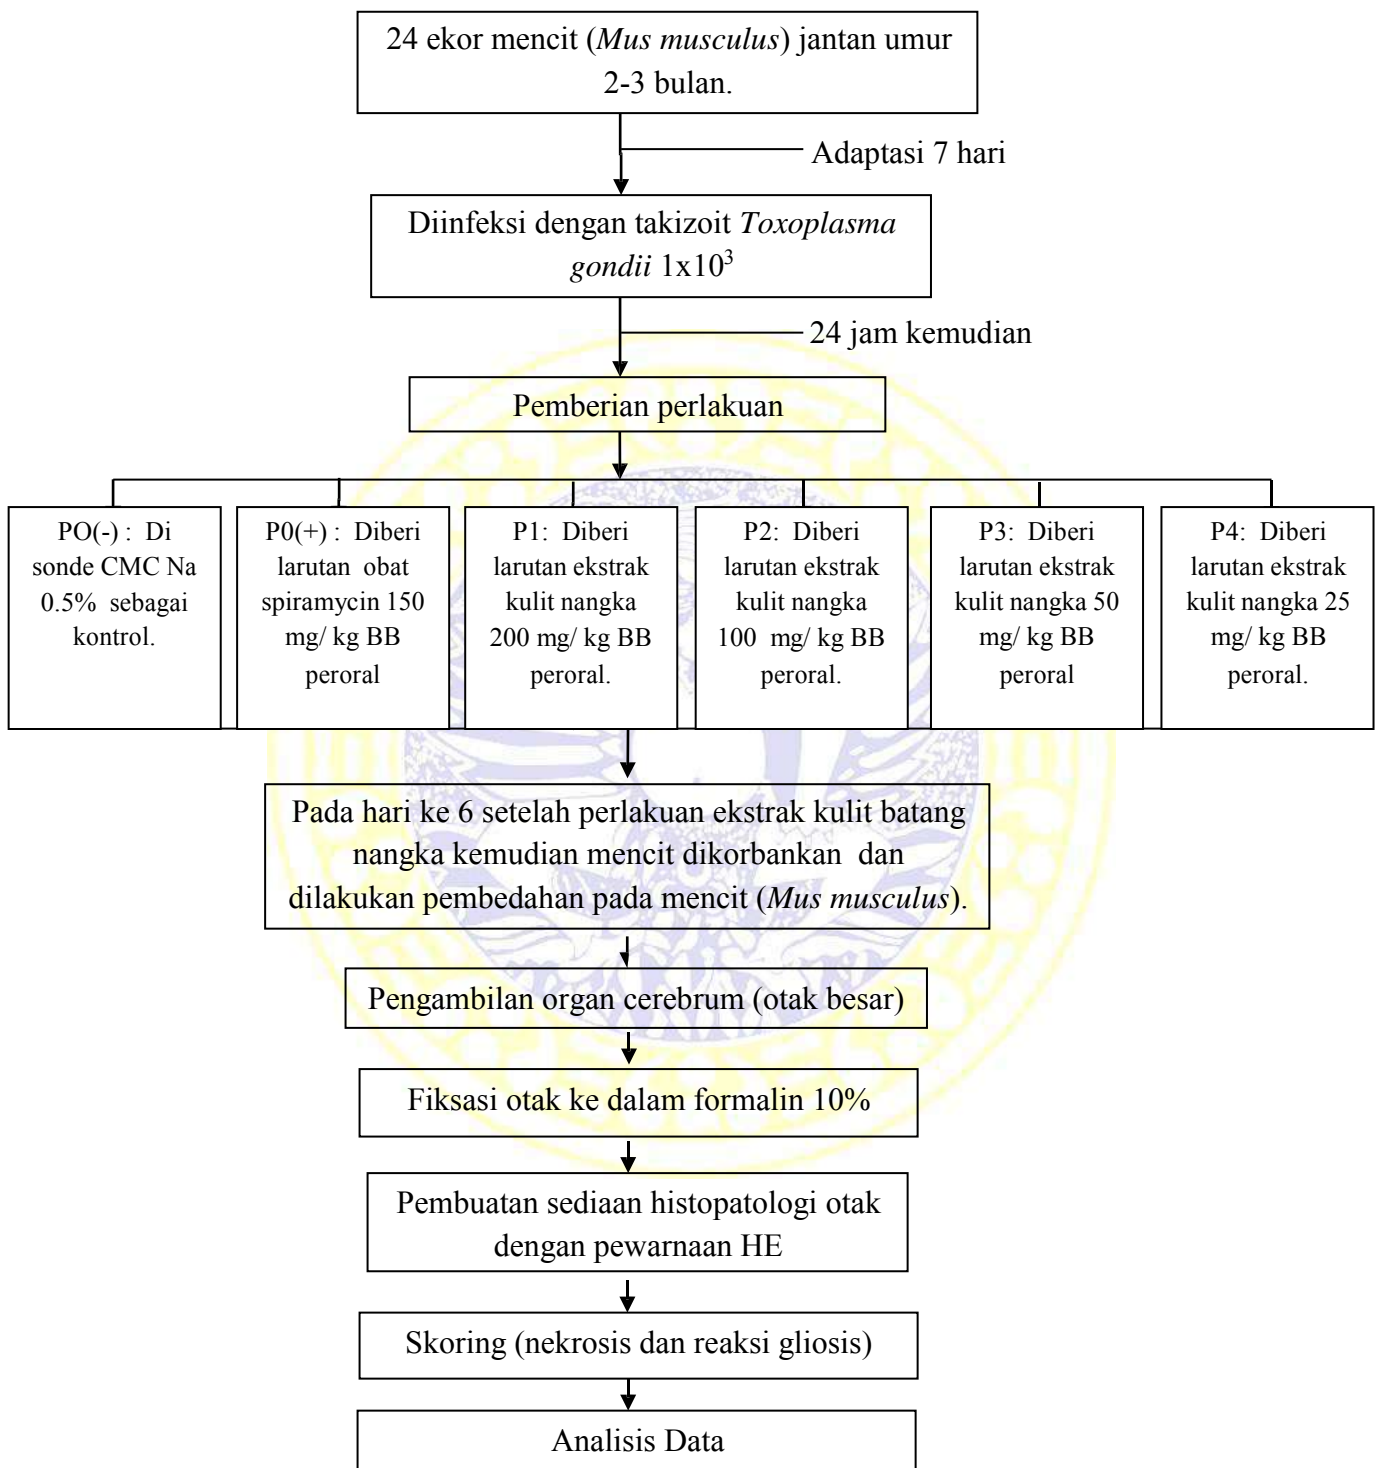 24 ekor mencit (Mus musculus) jantan umur
2-3 bulan.
Adaptasi 7 hari
Diinfeksi dengan takizoit Toxoplasma
gondii 1x10³
24 jam kemudian
Pemberian perlakuan
PO(-) : Di
sonde CMC Na
0.5% sebagai
kontrol.
P0(+) : Diberi
larutan obat
spiramycin 150
mg/ kg BB
peroral
P1: Diberi
larutan ekstrak
kulit nangka
200 mg/ kg BB
peroral.
P2: Diberi
larutan ekstrak
kulit nangka
100 mg/ kg BB
peroral.
P3: Diberi
larutan ekstrak
kulit nangka 50
mg/ kg BB
peroral
P4: Diberi
larutan ekstrak
kulit nangka 25
mg/ kg BB
peroral.
Pada hari ke 6 setelah perlakuan ekstrak kulit batang
nangka kemudian mencit dikorbankan dan
dilakukan pembedahan pada mencit (Mus musculus).
Pengambilan organ cerebrum (otak besar)
Fiksasi otak ke dalam formalin 10%
Pembuatan sediaan histopatologi otak
dengan pewarnaan HE
Skoring (nekrosis dan reaksi gliosis)
Analisis Data